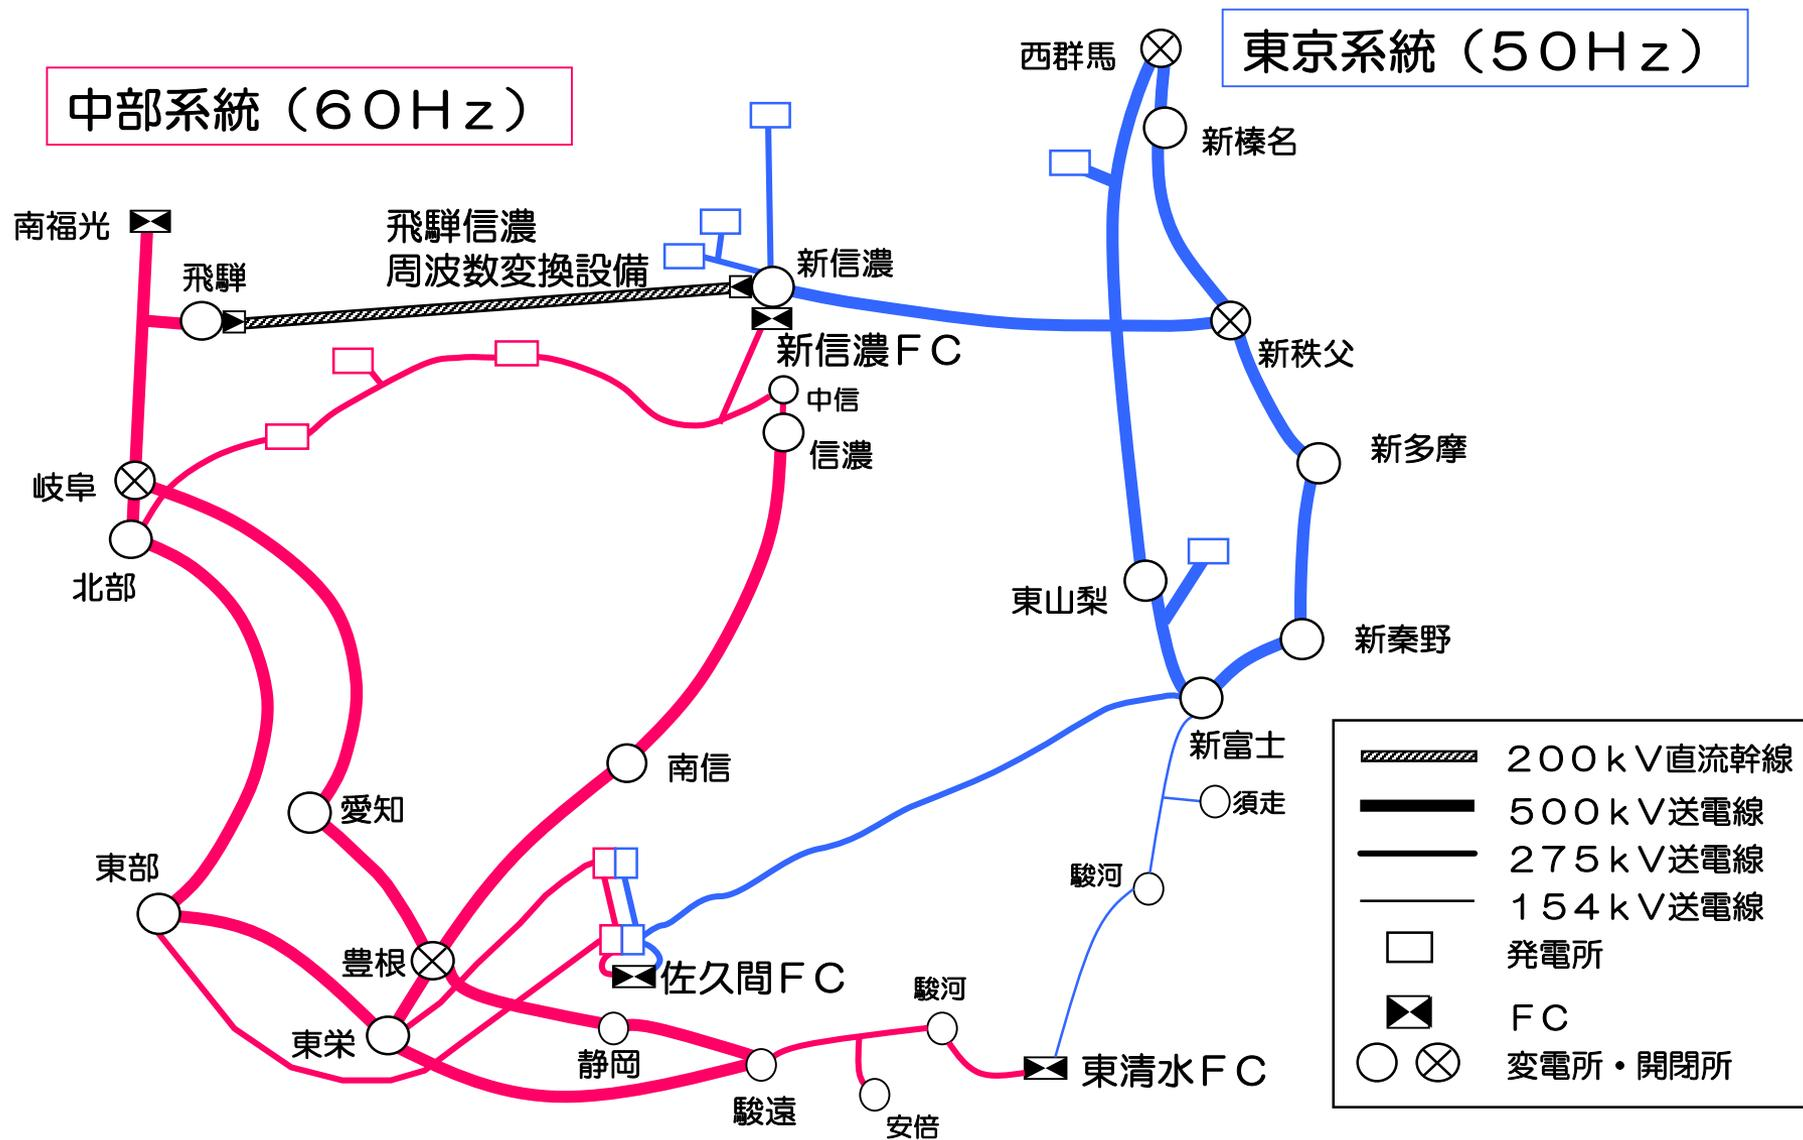 西群馬
東京系統（５０Ｈｚ）
中部系統（６０Ｈｚ）
新榛名
南福光
飛騨信濃
周波数変換設備
飛騨
新信濃
新信濃ＦＣ
新秩父
中信
信濃
新多摩
岐阜
北部
東山梨
新秦野
新富士
南信
愛知
須走
東部
駿河
豊根
佐久間ＦＣ
駿河
東栄
静岡
東清水ＦＣ
駿遠
安倍
２００ｋＶ直流幹線
５００ｋＶ送電線
２７５ｋＶ送電線
１５４ｋＶ送電線
発電所
ＦＣ
変電所・開閉所